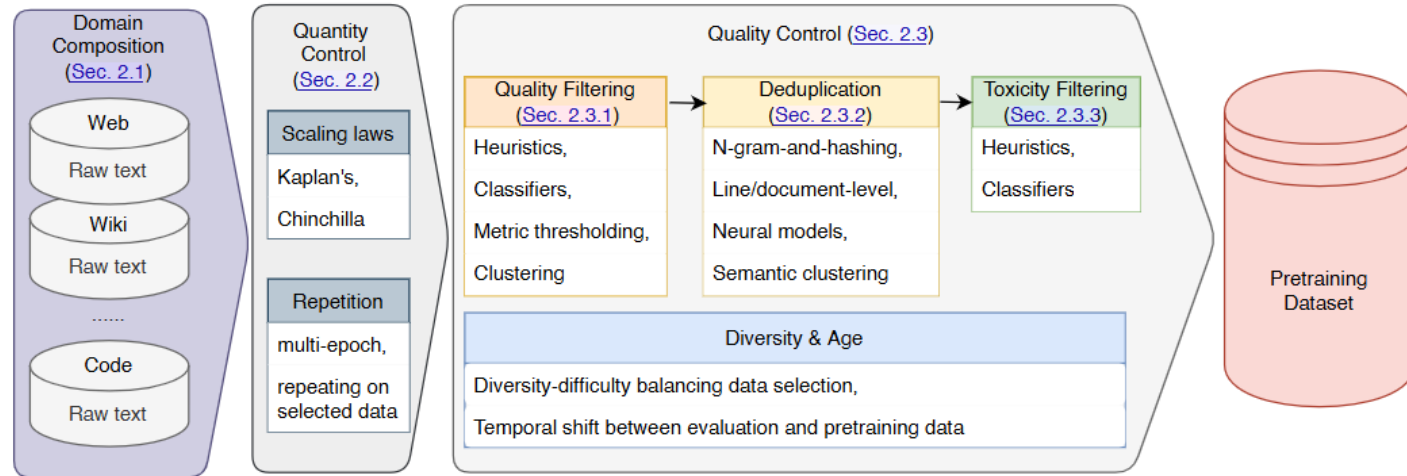 Domain
Composition
(Sec. 2.1)
Web
Raw text
Wiki
Raw text
......
Code
Raw text
Quantity
Control
(Sec. 2.2)
Scaling laws
Kaplan's,
Chinchilla
Repetition
multi-epoch,
repeating on
selected data
Quality Control (Sec. 2.3)
Quality Filtering
(Sec. 2.3.1)
Heuristics,
Classifiers,
Metric thresholding,
Clustering
Deduplication
(Sec. 2.3.2)
N-gram-and-hashing,
Line/document-level,
Neural models,
Semantic clustering
Toxicity Filtering
(Sec. 2.3.3)
Heuristics,
Classifiers
Diversity & Age
Diversity-difficulty balancing data selection,
Temporal shift between evaluation and pretraining data
Pretraining
Dataset